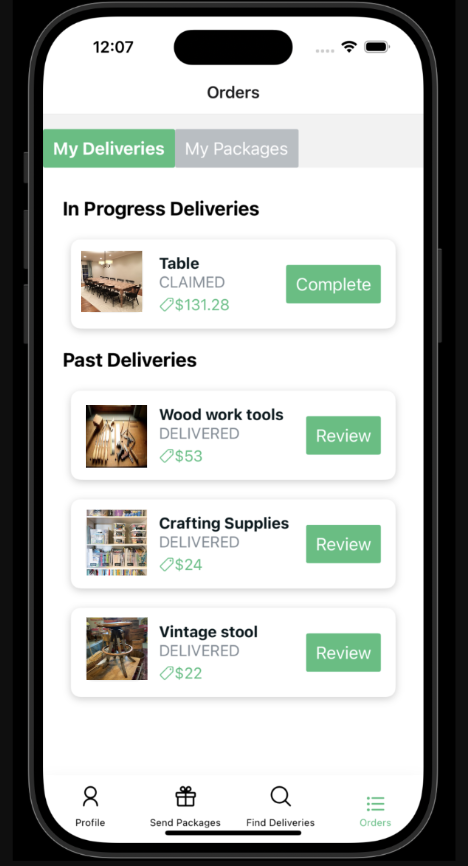 12:07
Orders
My Deliveries
My Packages
In Progress Deliveries
Table
CLAIMED
$131.28
Complete
Past Deliveries
Wood work tools
DELIVERED
$53
Review
Crafting Supplies
DELIVERED
$24
Review
Vintage stool
DELIVERED
$22
Review
Profile
Send Packages
Find Deliveries
Orders